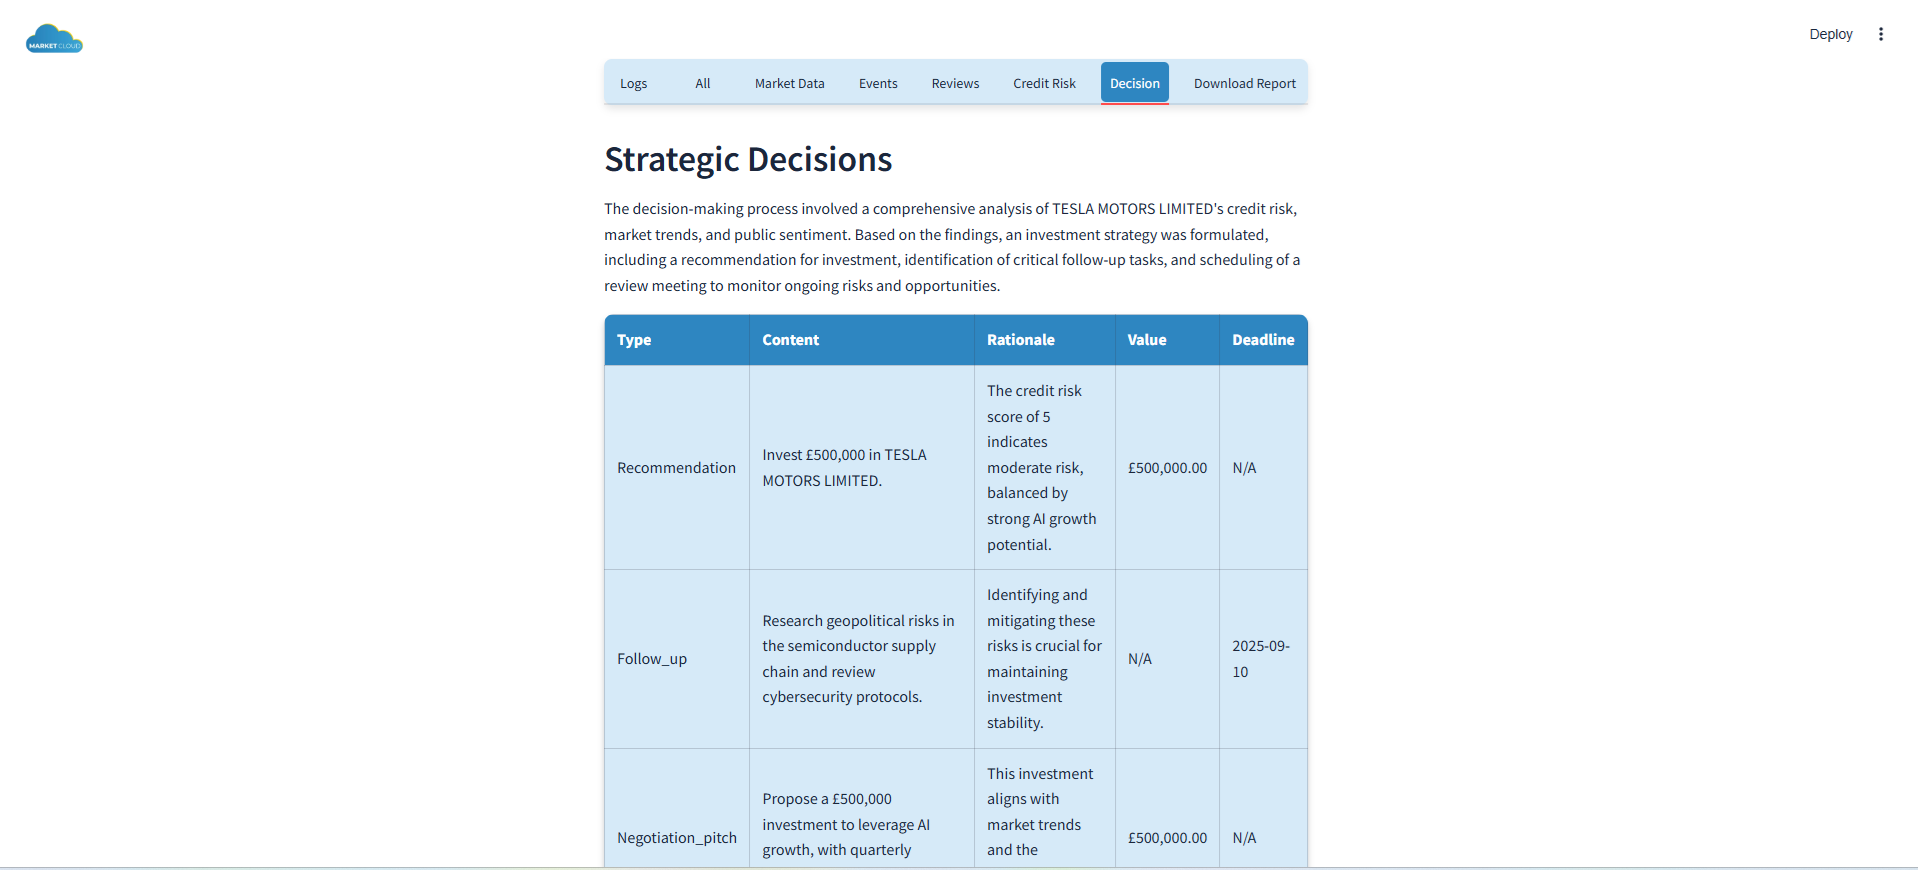 MARKET CLOUD
Deploy
Logs
All
Market Data
Events
Reviews
Credit Risk
Decision
Download Report
Strategic Decisions
The decision-making process involved a comprehensive analysis of TESLA MOTORS LIMITED's credit risk,
market trends, and public sentiment. Based on the findings, an investment strategy was formulated,
including a recommendation for investment, identification of critical follow-up tasks, and scheduling of a
review meeting to monitor ongoing risks and opportunities.
Type
Content
Rationale
Value
Deadline
Recommendation
Invest £500,000 in TESLA
MOTORS LIMITED.
The credit risk
score of 5
indicates
moderate risk,
balanced by
strong AI growth
potential.
£500,000.00
N/A
Follow_up
Research geopolitical risks in
the semiconductor supply
chain and review
cybersecurity protocols.
Identifying and
mitigating these
risks is crucial for
maintaining
investment
stability.
N/A
2025-09-
10
Negotiation_pitch
Propose a £500,000
investment to leverage AI
growth, with quarterly
This investment
aligns with
market trends
and the
£500,000.00
N/A